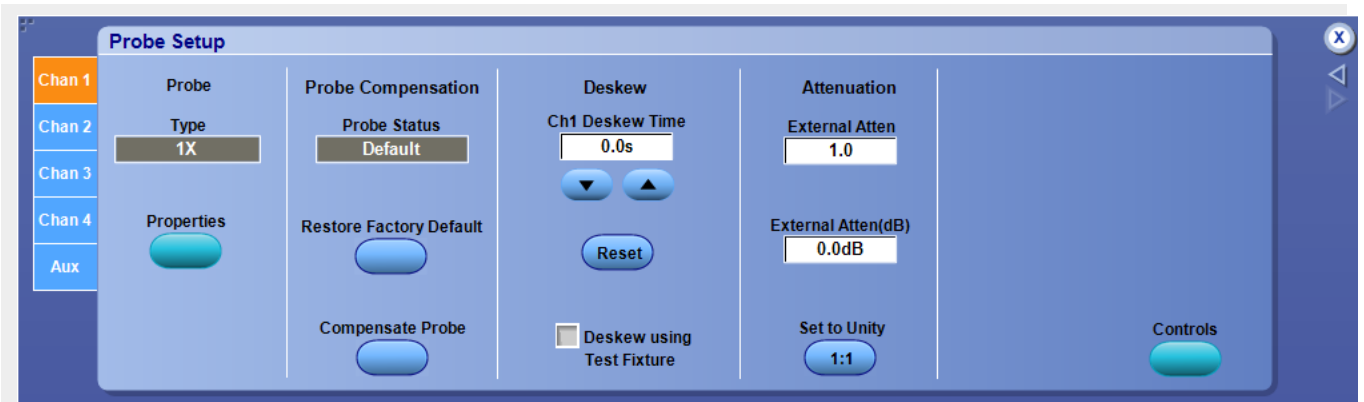 Probe Setup
X
Chan 1
Chan 2
Chan 3
Chan 4
Aux
Probe
Type
1X
Properties
Probe Compensation
Probe Status
Default
Restore Factory Default
Compensate Probe
Deskew
Ch1 Deskew Time
0.0s
Reset
Deskew using
Test Fixture
Attenuation
External Atten
1.0
External Atten(dB)
0.0dB
Set to Unity
1:1
Controls